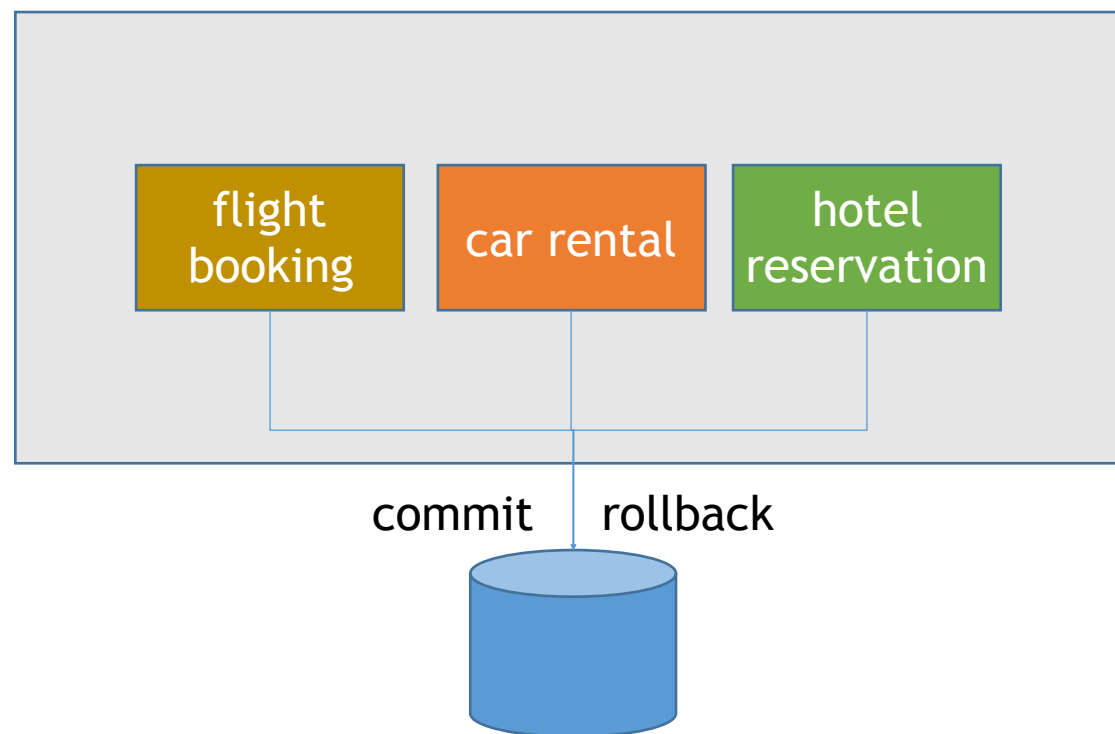 flight
booking
car rental
hotel
reservation
commit rollback